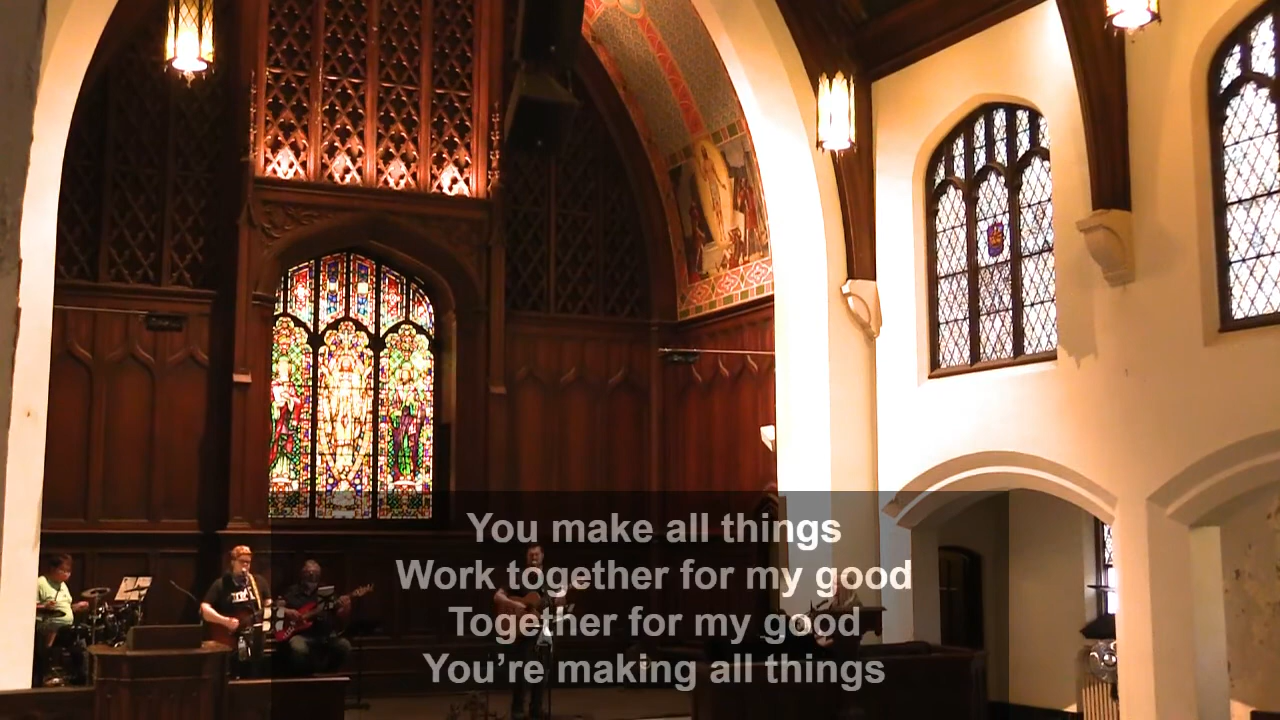 You make all things
Work together for my good
Together for my good
You’re making all things